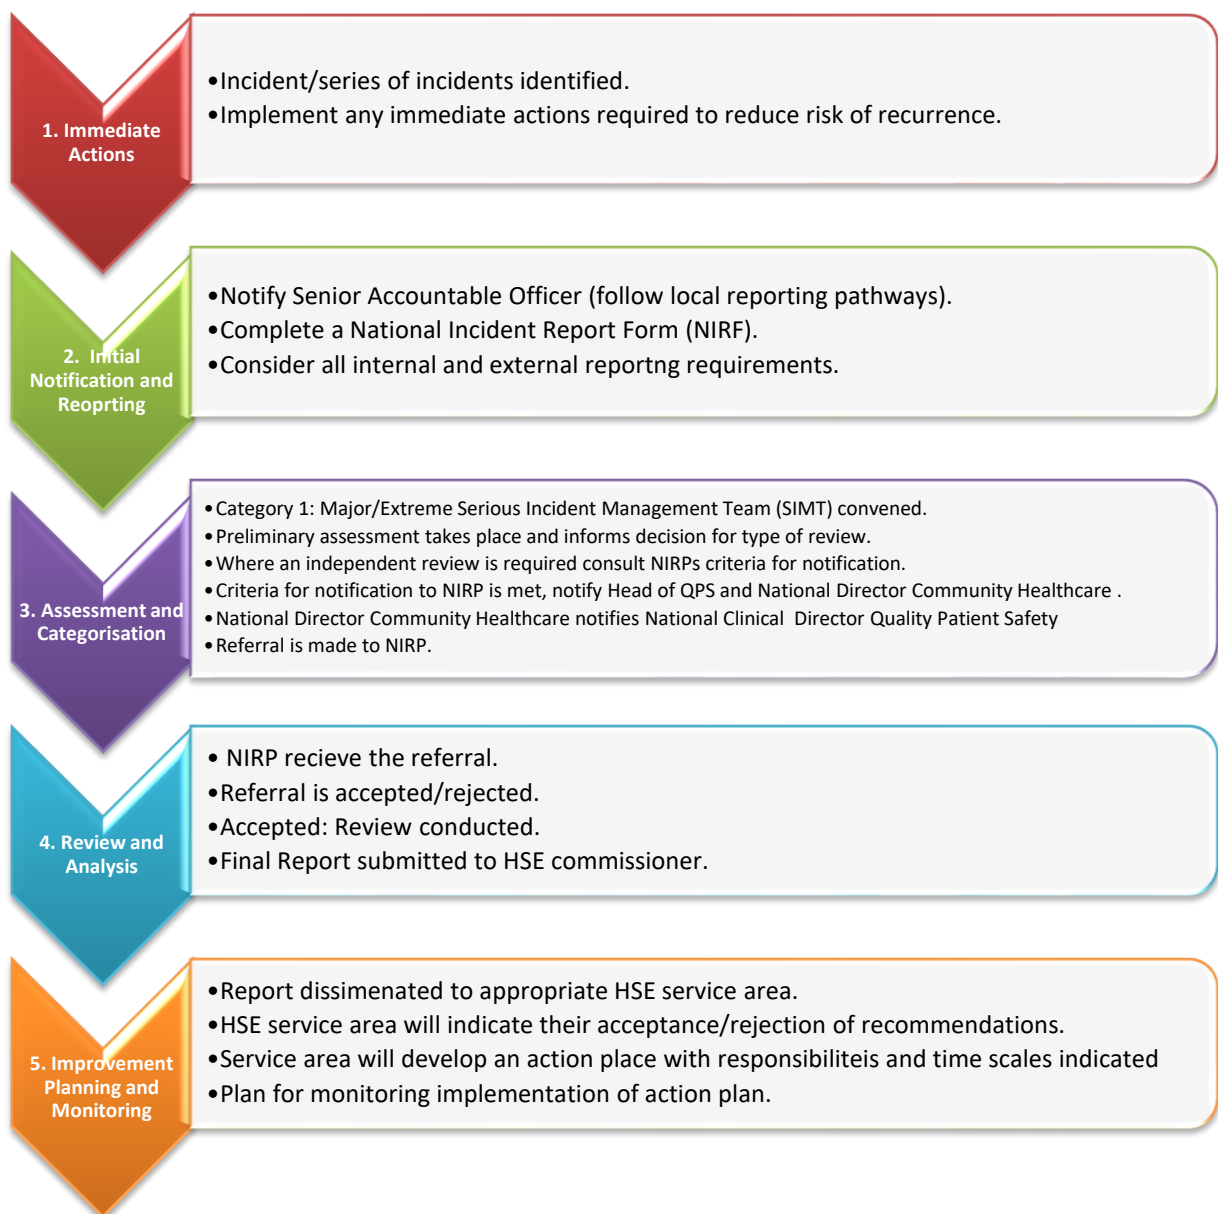 1. Immediate
Actions
•Incident/series of incidents identified.
•Implement any immediate actions required to reduce risk of recurrence.
2. Initial
Notification and
Reoprting
•Notify Senior Accountable Officer (follow local reporting pathways).
•Complete a National Incident Report Form (NIRF).
•Consider all internal and external reportng requirements.
3. Assessment and
Categorisation
•Category 1: Major/Extreme Serious Incident Management Team (SIMT) convened.
•Preliminary assessment takes place and informs decision for type of review.
•Where an independent review is required consult NIRPs criteria for notification.
•Criteria for notification to NIRP is met, notify Head of QPS and National Director Community Healthcare .
•National Director Community Healthcare notifies National Clinical Director Quality Patient Safety
•Referral is made to NIRP.
4. Review and
Analysis
• NIRP recieve the referral.
•Referral is accepted/rejected.
•Accepted: Review conducted.
•Final Report submitted to HSE commissioner.
5. Improvement
Planning and
Monitoring
•Report dissimenated to appropriate HSE service area.
•HSE service area will indicate their acceptance/rejection of recommendations.
•Service area will develop an action place with responsibiliteis and time scales indicated
•Plan for monitoring implementation of action plan.